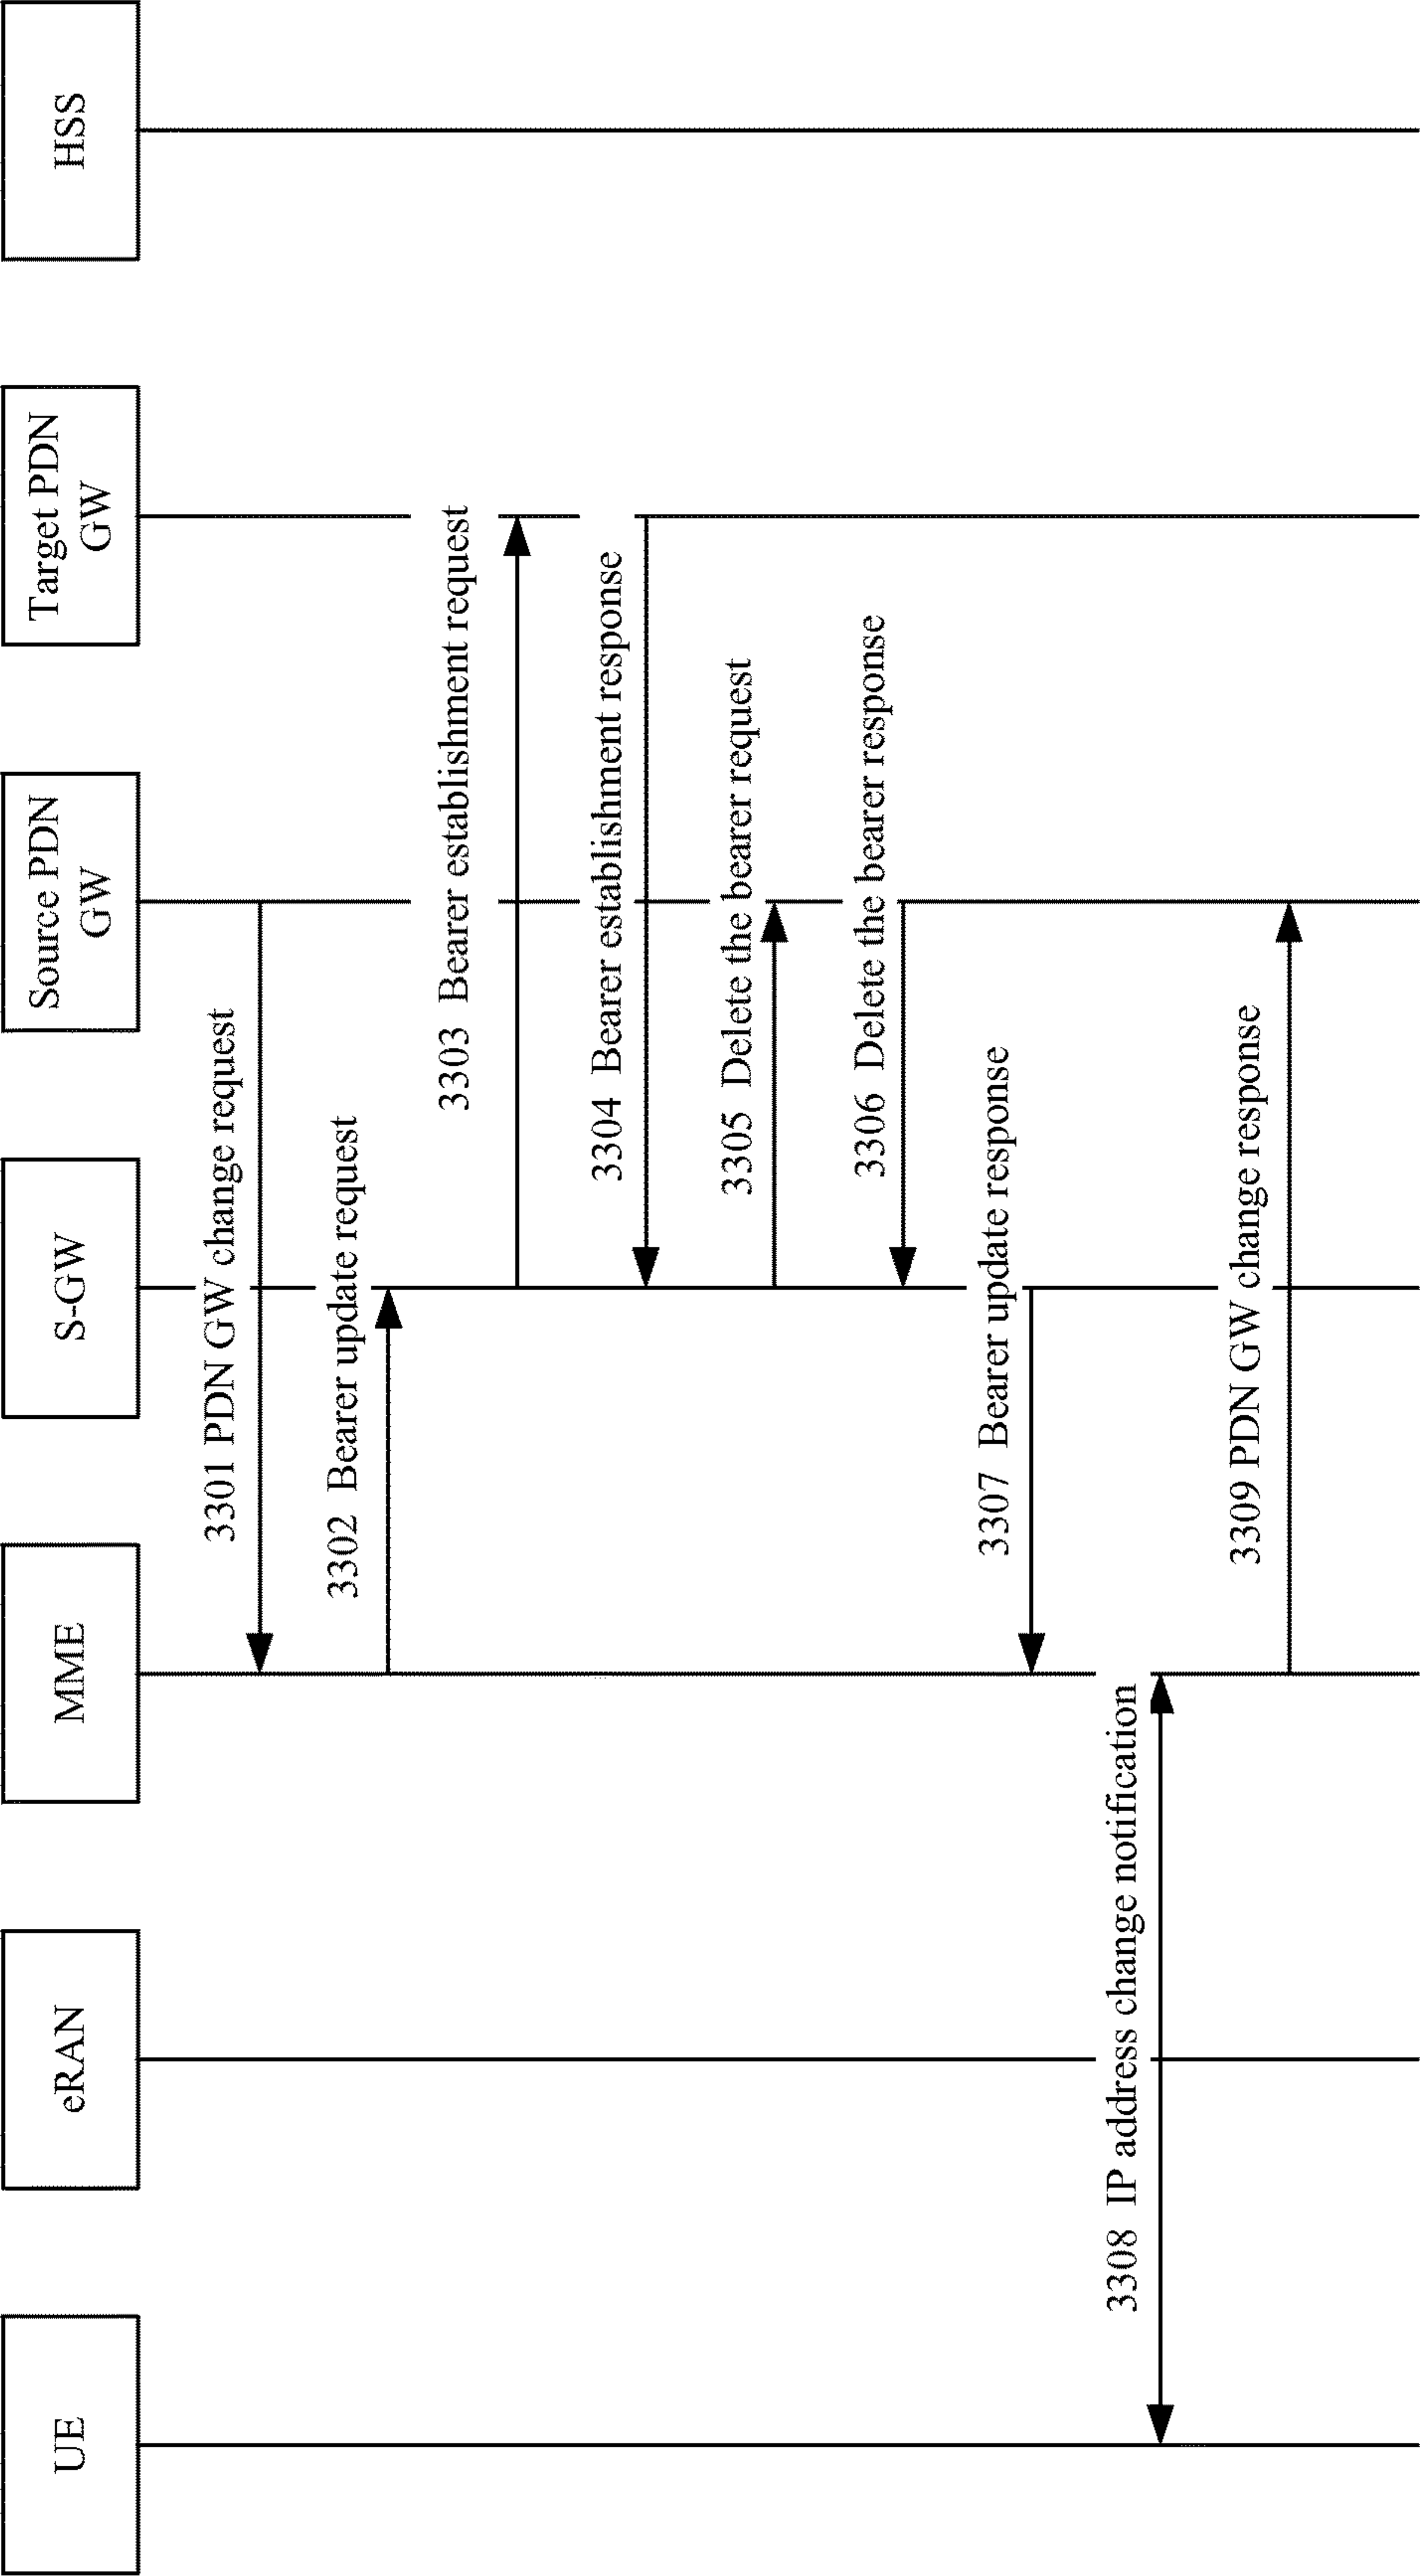 UE
eRAN
MME
S-GW
Source PDN
GW
Target PDN
GW
HSS
3301 PDN GW change request
3302 Bearer update request
3303 Bearer establishment request
3304 Bearer establishment response
3305 Delete the bearer request
3306 Delete the bearer response
3307 Bearer update response
3308 IP address change notification
3309 PDN GW change response